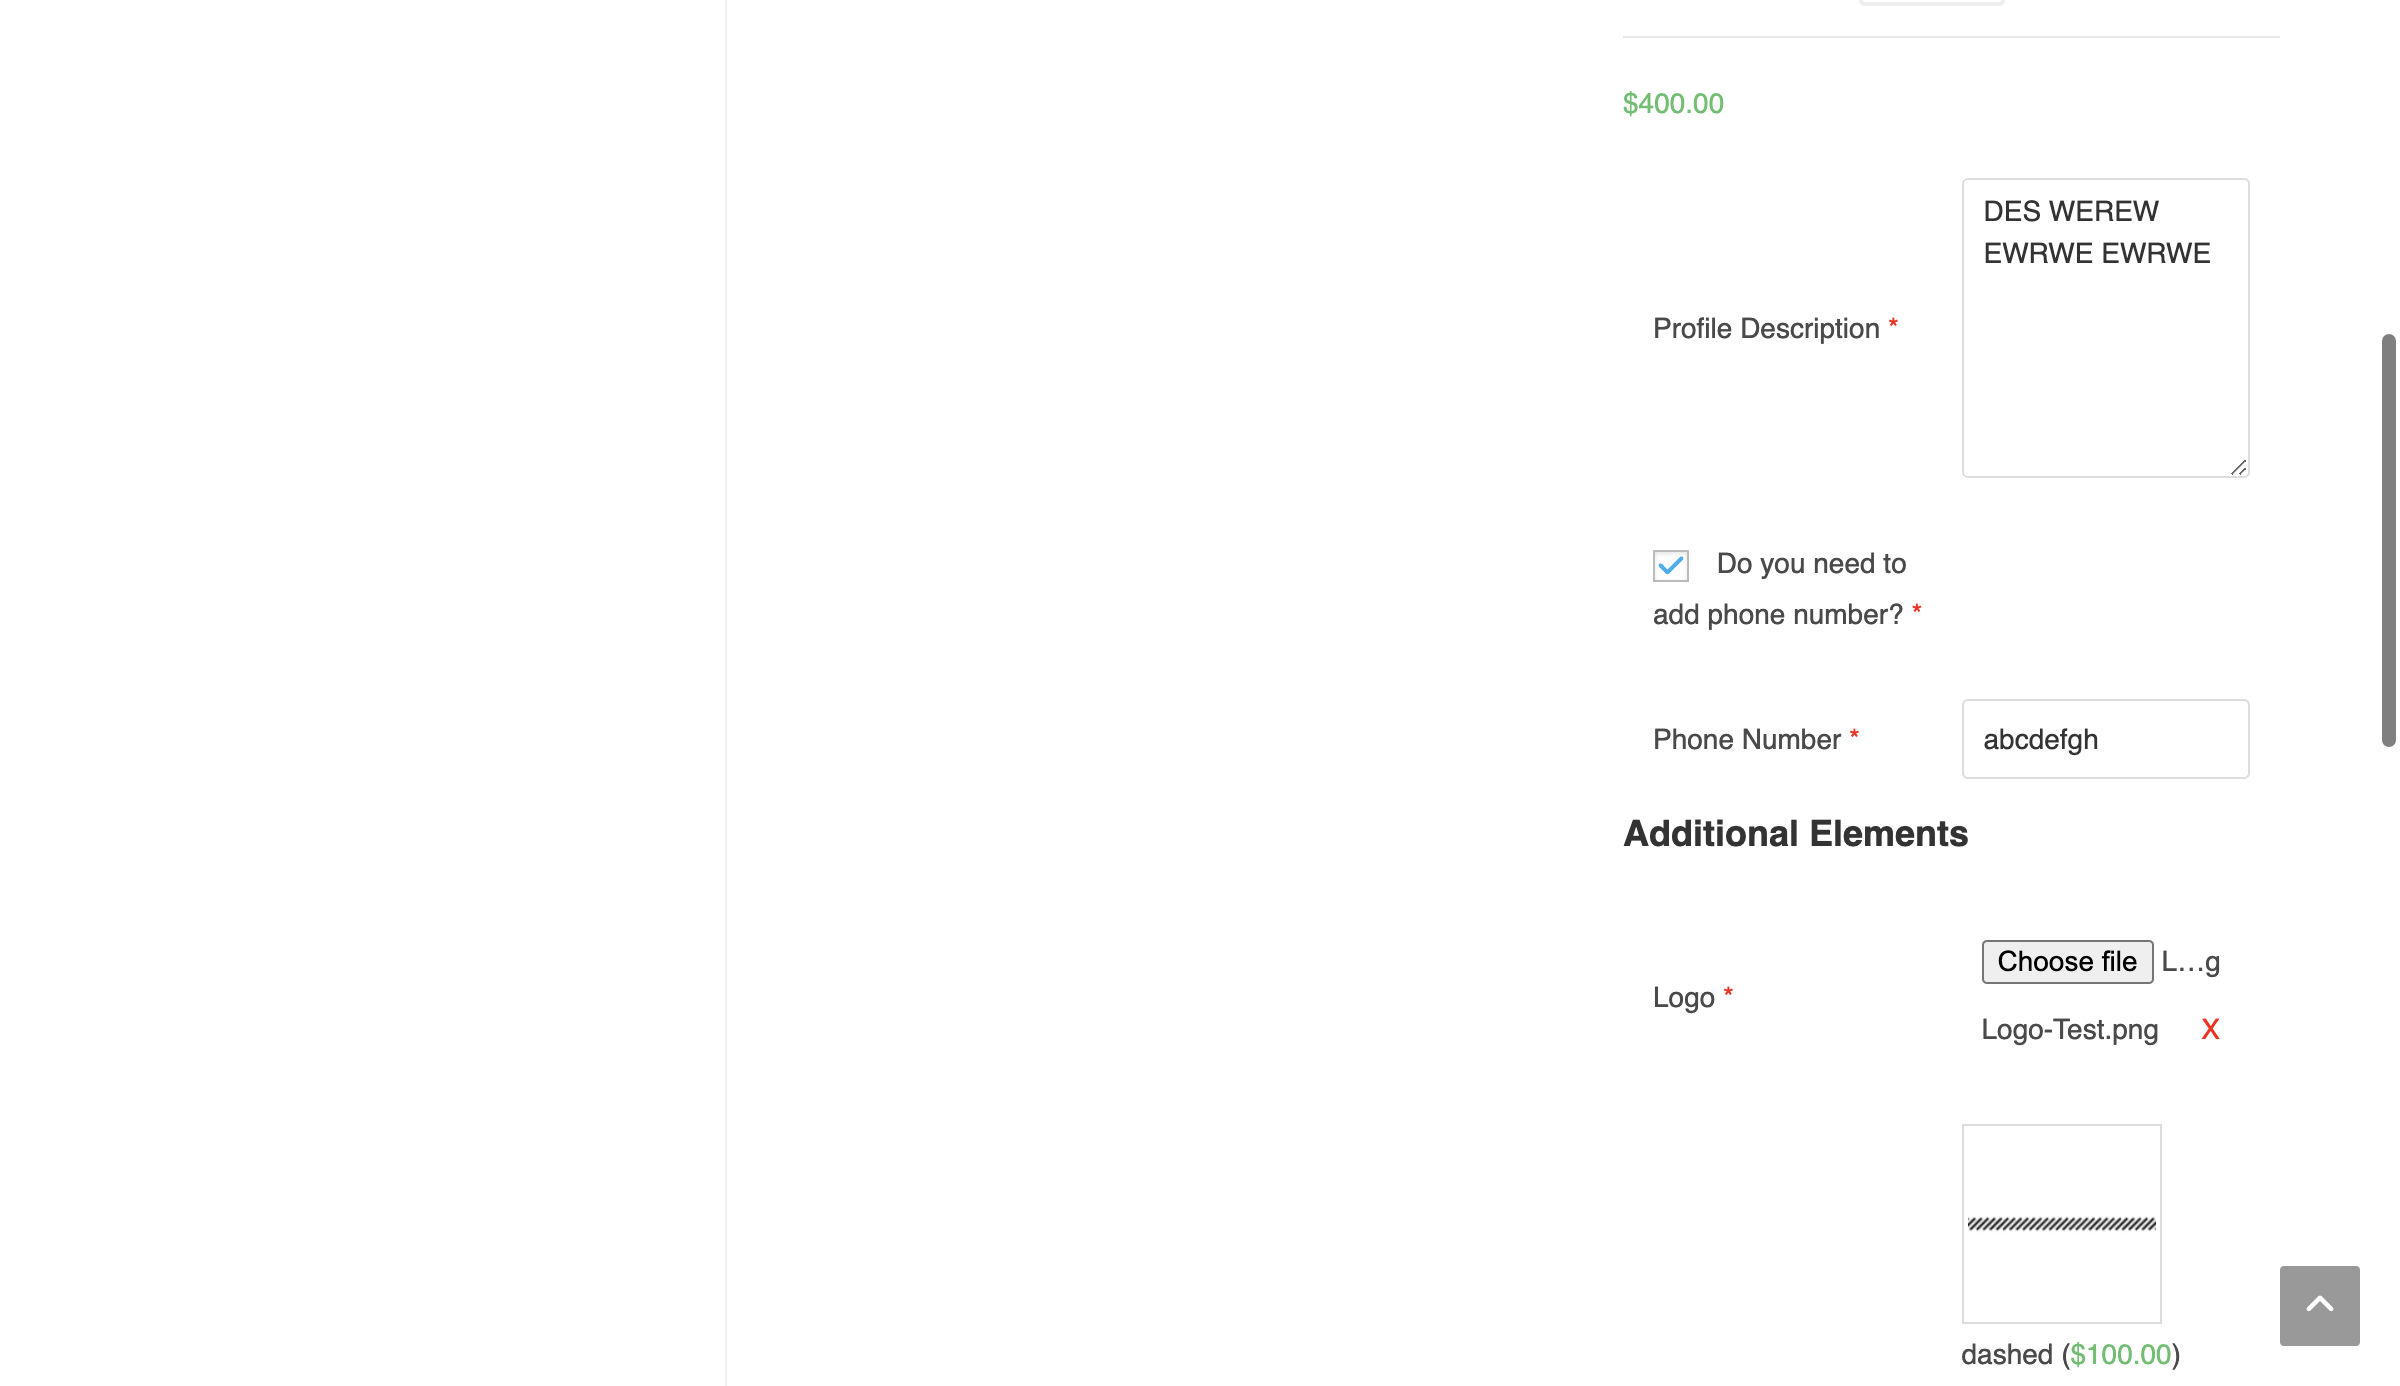 $400.00
DES WEREW
EWRWE EWRWE
Profile Description *
Do you need to
add phone number? *
Phone Number *
abcdefgh
Additional Elements
Choose file L...g
Logo *
Logo-Test.png X
dashed ($100.00)